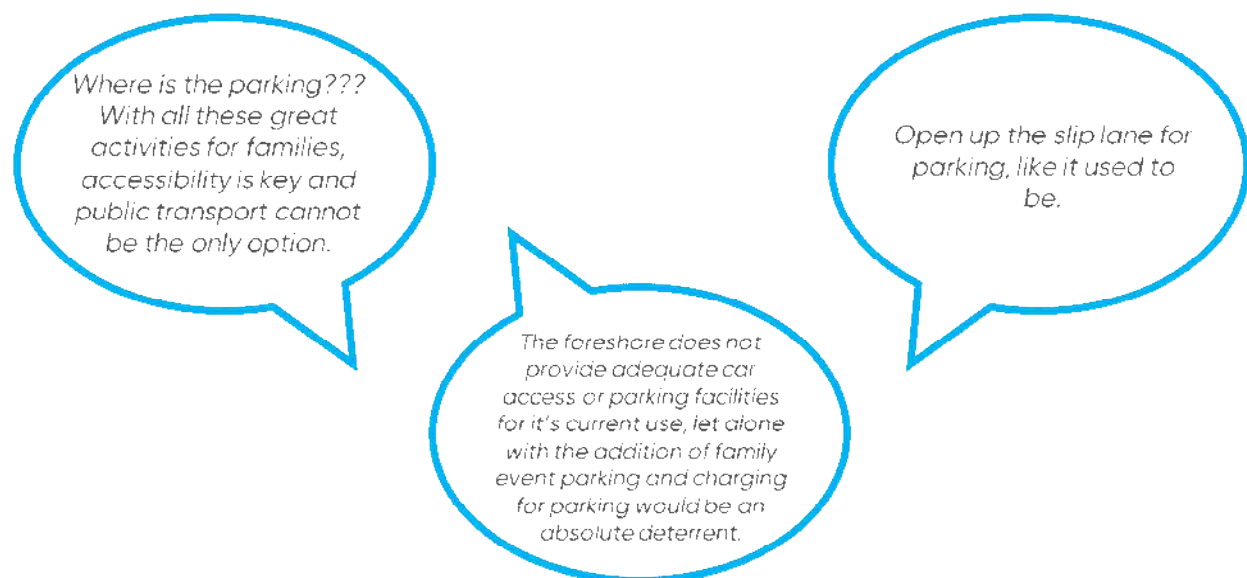 Where is the parking???
With all these great
activities for families,
accessibility is key and
public transport cannot
be the only option.
Open up the slip lane for
parking, like it used to
be.
The foreshore does not
provide adequate car
access or parking facilities
for it's current use, let alone
with the addition of family
event parking and charging
for parking would be an
absolute deterrent.